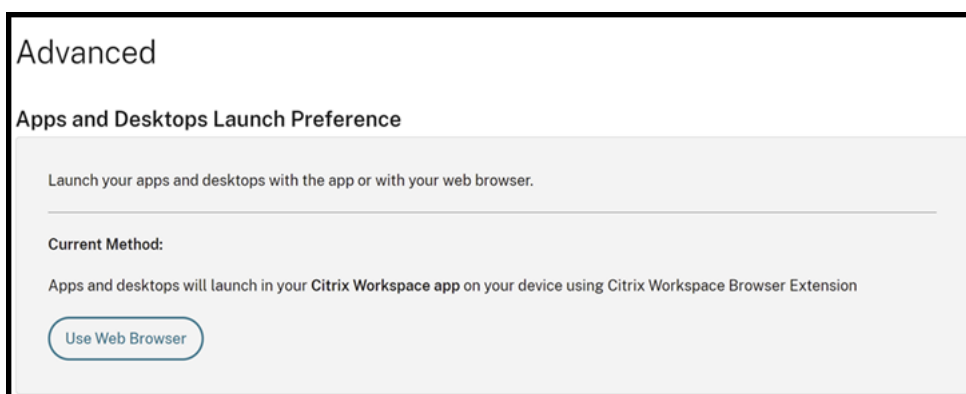 Advanced
Apps and Desktops Launch Preference
Launch your apps and desktops with the app or with your web browser.
Current Method:
Apps and desktops will launch in your Citrix Workspace app on your device using Citrix Workspace Browser Extension
Use Web Browser